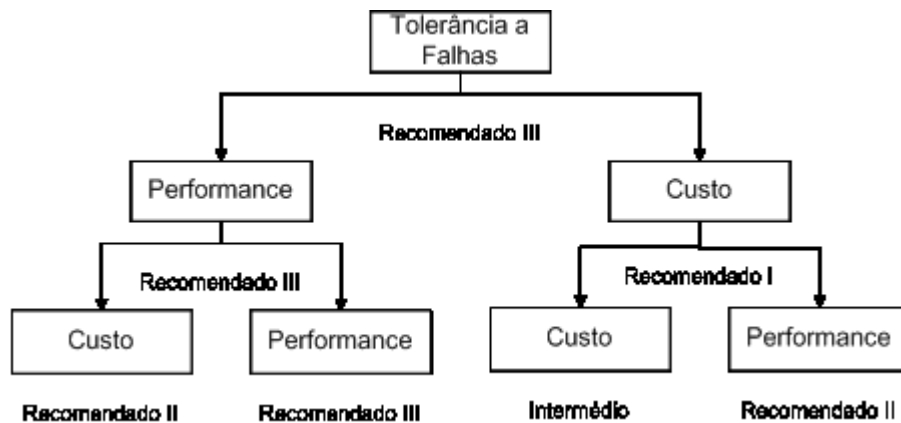 Tolerância a
Falhas
Recomendado III
Performance
Custo
Recomendado III
Recomendado I
Custo
Performance
Custo
Performance
Recomendado II
Recomendado III
Intermédio
Recomendado II